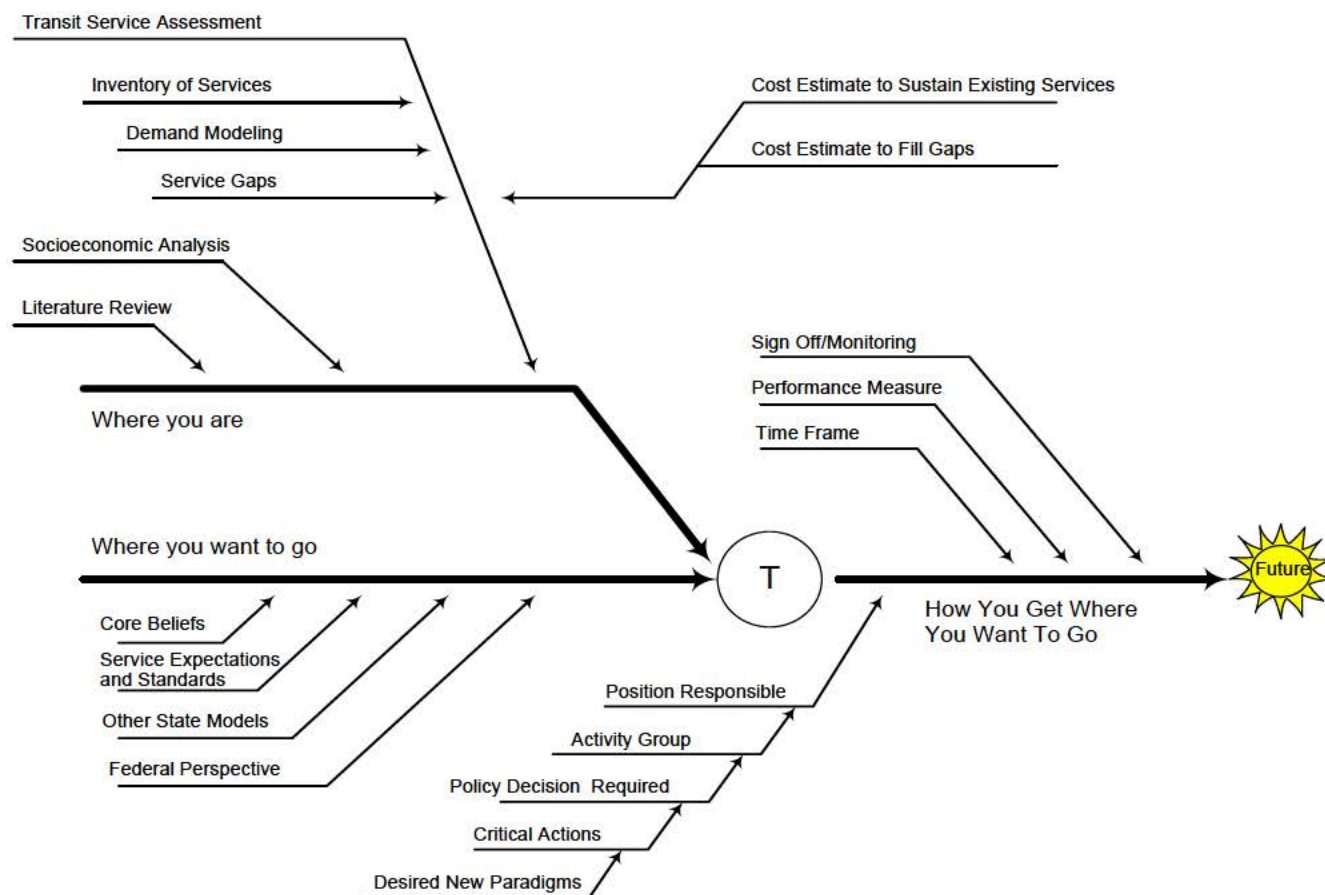 Transit Service Assessment
Inventory of Services
Demand Modeling
Service Gaps
Cost Estimate to Sustain Existing Services
Cost Estimate to Fill Gaps
Socioeconomic Analysis
Literature Review
Where you are
Sign Off/Monitoring
Performance Measure
Time Frame
Where you want to go
T
Future
How You Get Where
You Want To Go
Core Beliefs
Service Expectations
and Standards
Other State Models
Federal Perspective
Position Responsible
Activity Group
Policy Decision  Required
Critical Actions
Desired New Paradigms